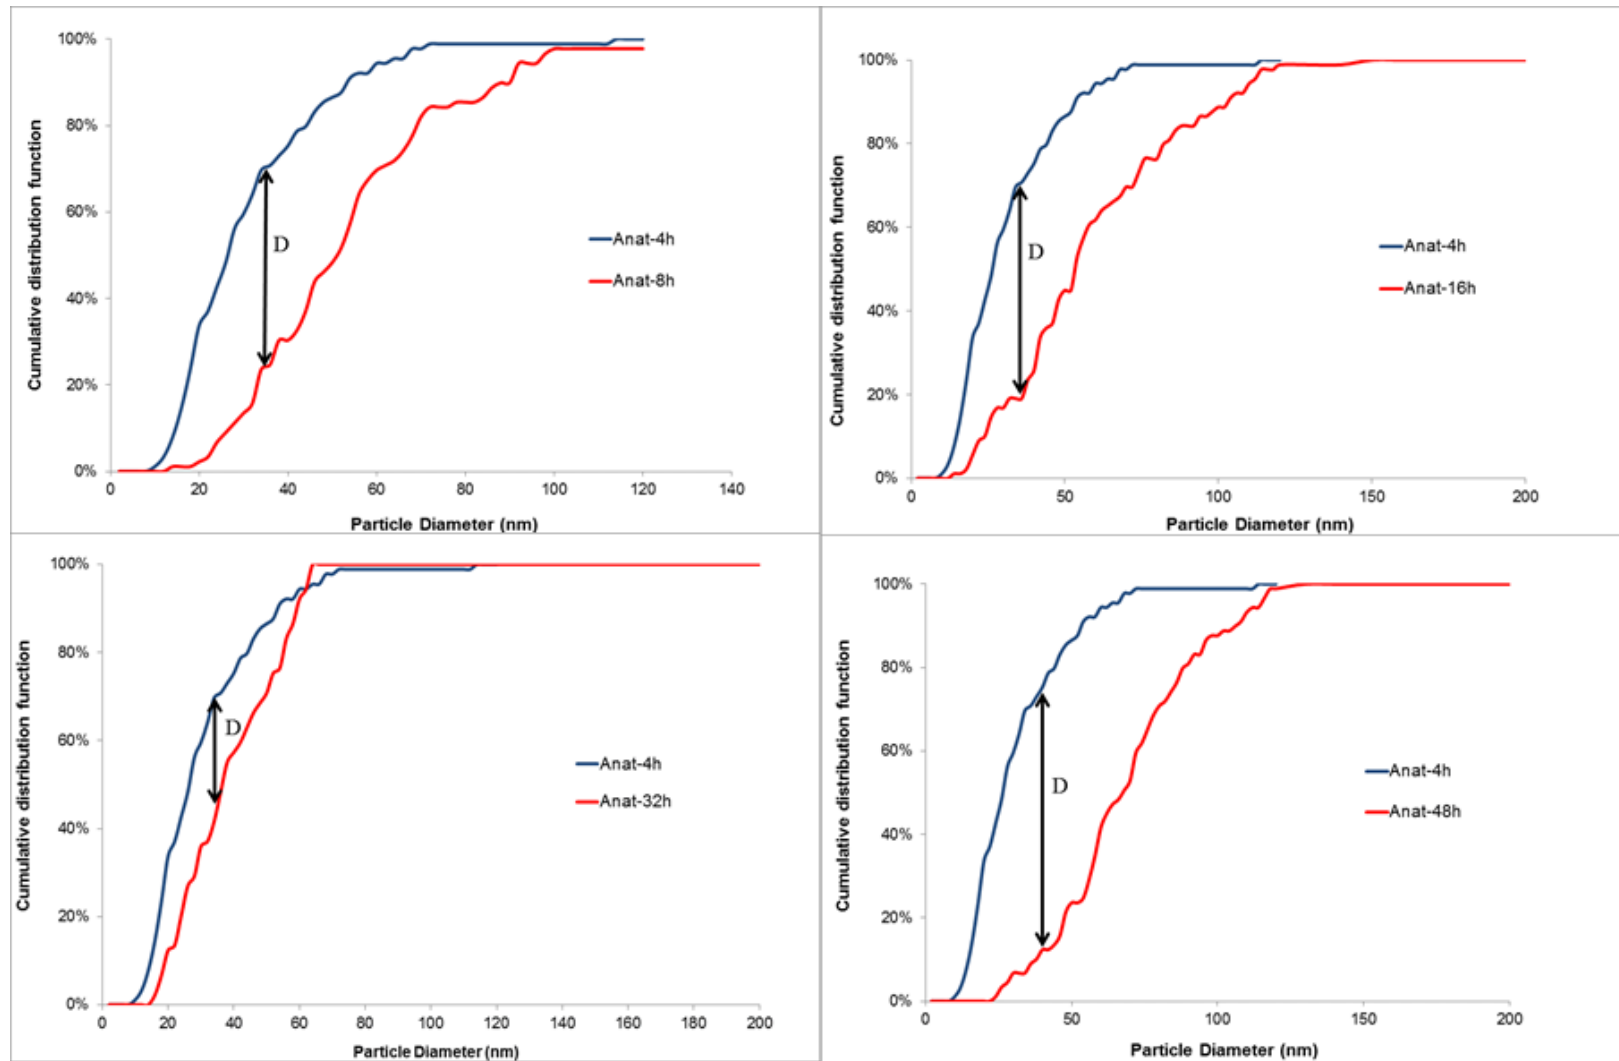 Cumulative distribution function
100%
80%
60%
40%
20%
0%
D
Anat-4h
Anat-8h
0 20 40 60 80 100 120 140
Particle Diameter (nm)
Cumulative distribution function
100%
80%
60%
40%
20%
0%
D
Anat-4h
Anat-16h
0 50 100 150 200
Particle Diameter (nm)
Cumulative distribution function
100%
80%
60%
40%
20%
0%
D
Anat-4h
Anat-32h
0 20 40 60 80 100 120 140 160 180 200
Particle Diameter (nm)
Cumulative distribution function
100%
80%
60%
40%
20%
0%
D
Anat-4h
Anat-48h
0 50 100 150 200
Particle Diameter (nm)